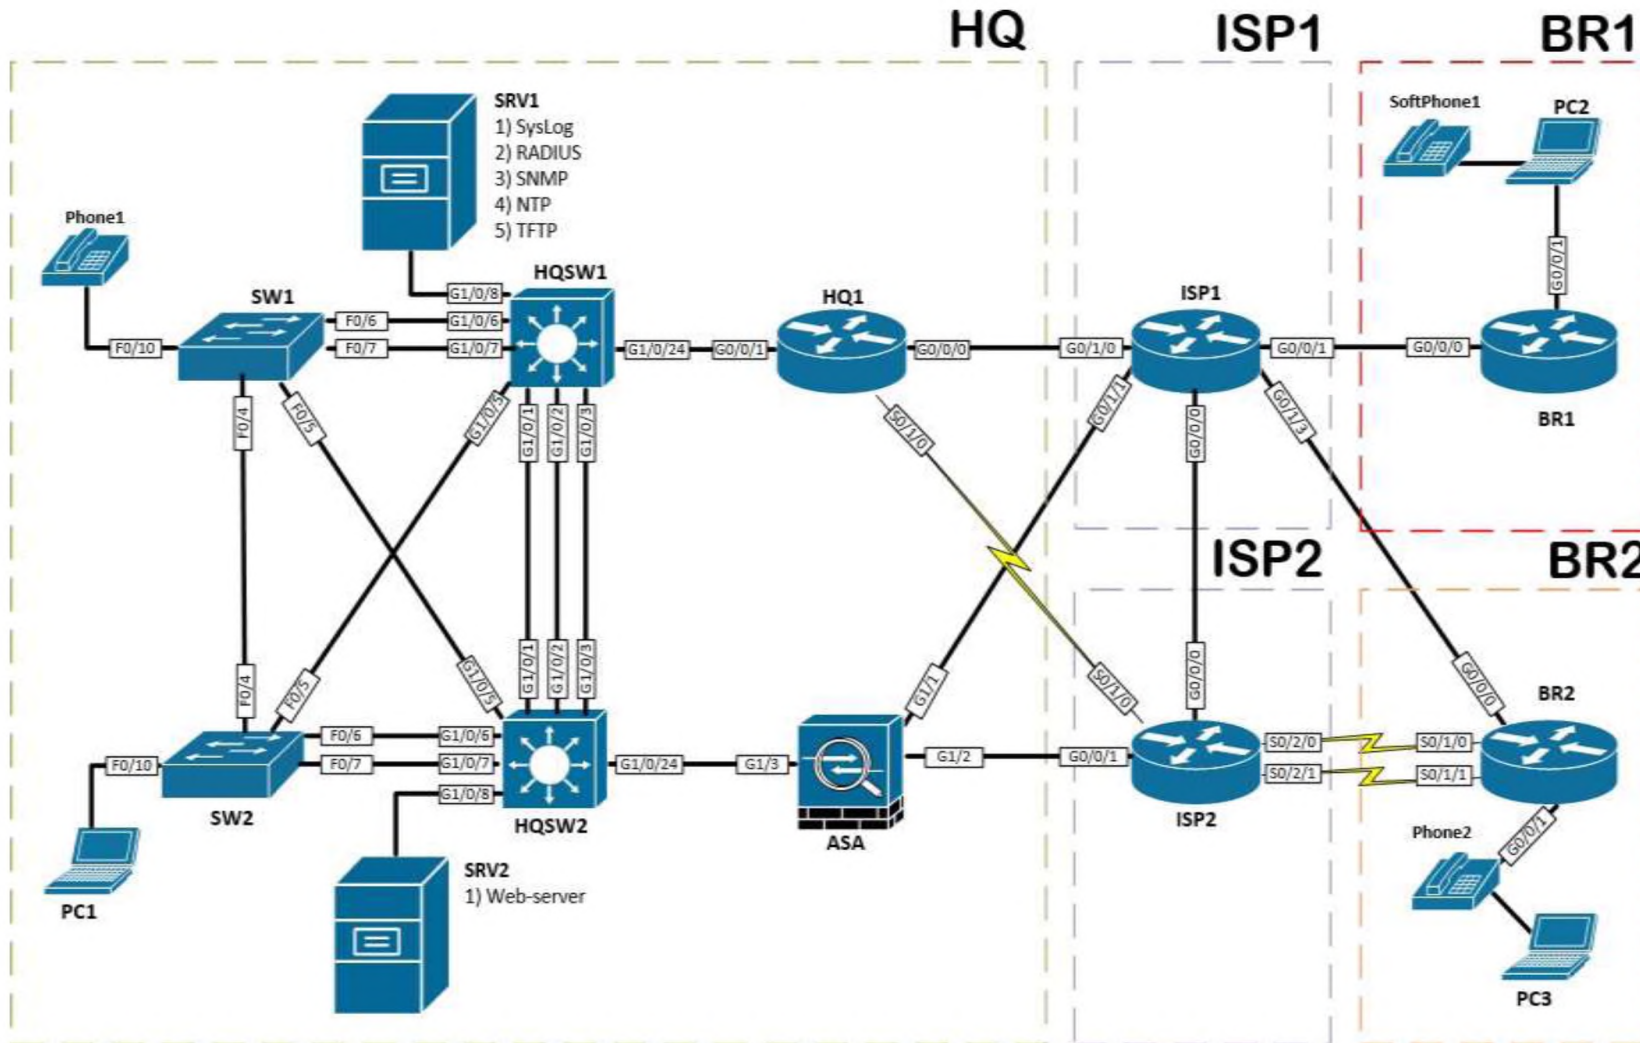 HQ
ISP1
BR1
SRV1
1) SysLog
2) RADIUS
3) SNMP
4) NTP
5) TFTP
SoftPhone1
PC2
Phone1
G0/0/1
SW1
HQSW1
HQ1
ISP1
G1/0/8
F0/6
G1/0/6
F0/10
F0/7
G1/0/7
G1/0/24
G0/0/1
G0/0/0
G0/1/0
G0/0/1
G0/0/0
BR1
F0/4
F0/5
G1/0/5
G1/0/1
G1/0/2
G1/0/3
S0/1/0
G0/1/1
G0/0/0
G0/1/3
ISP2
BR2
F0/4
F0/5
G1/0/5
G1/0/1
G1/0/2
G1/0/3
G1/1
S0/1/0
G0/0/0
G0/0/0
BR2
F0/6
G1/0/6
S0/2/0
S0/1/0
F0/10
F0/7
G1/0/7
G1/0/24
G1/3
G1/2
G0/0/1
S0/2/1
S0/1/1
G1/0/8
SW2
HQSW2
ASA
ISP2
Phone2
G0/0/1
SRV2
1) Web-server
PC1
PC3